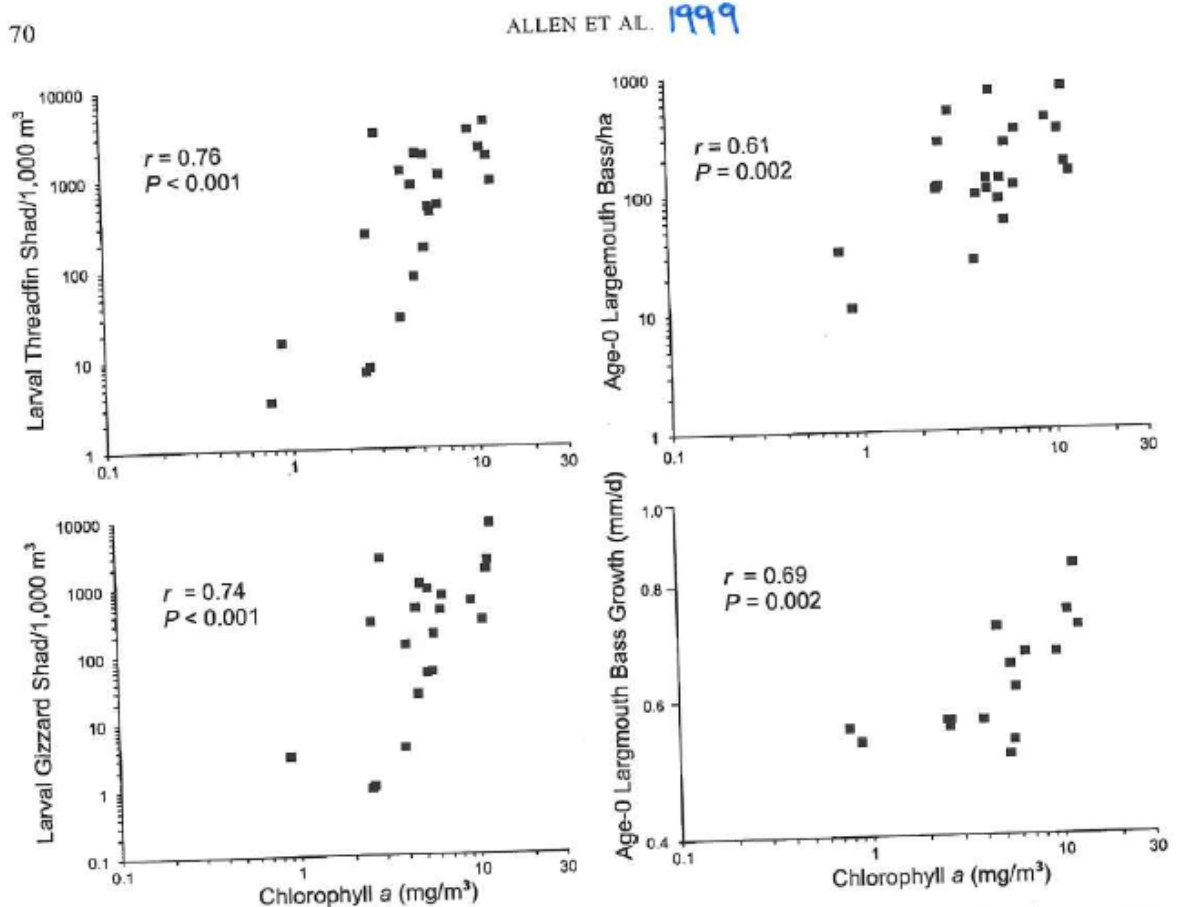 70
ALLEN ET AL. 1999
Larval Threadfin Shad/1,000 m³
10000
1000
100
10
1
r = 0.76
P < 0.001
0.1
1
10
30
Age-0 Largemouth Bass/ha
1000
100
10
1
r = 0.61
P = 0.002
0.1
1
10
30
Larval Gizzard Shad/1,000 m³
10000
1000
100
10
1
0.1
r = 0.74
P < 0.001
0.1
1
10
30
Chlorophyll a (mg/m³)
Age-0 Largmouth Bass Growth (mm/d)
1.0
0.8
0.6
0.4
r = 0.69
P = 0.002
0.1
1
10
30
Chlorophyll a (mg/m³)